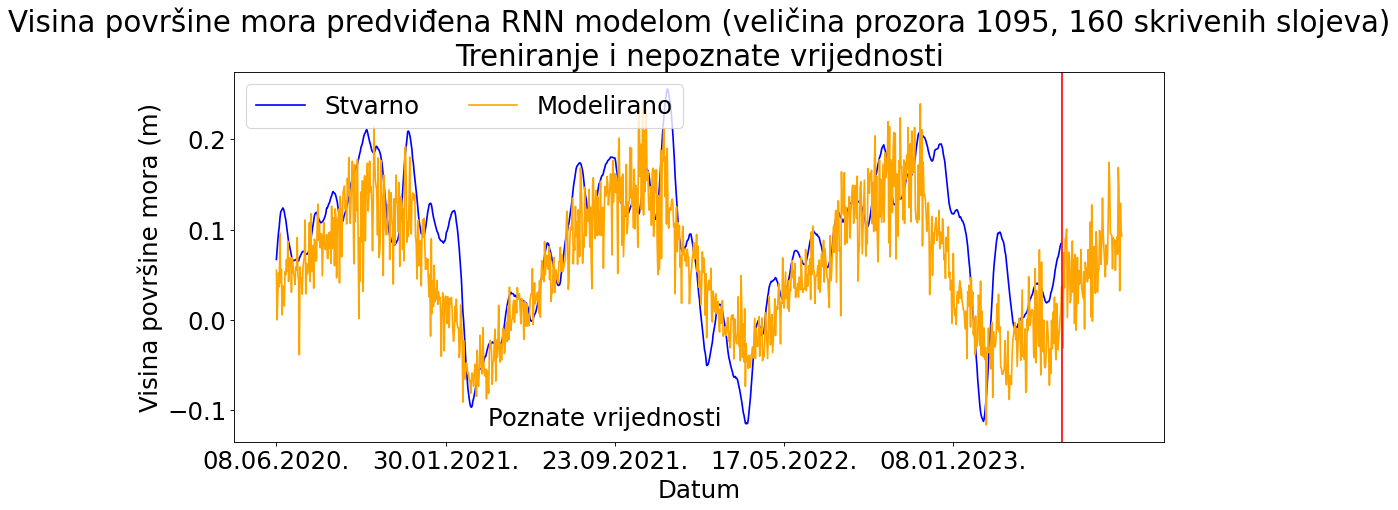 Visina površine mora predviđena RNN modelom (veličina prozora 1095, 160 skrivenih slojeva)
Treniranje i nepoznate vrijednosti
Stvarno Modelirano
Visina površine mora (m)
0.2
0.1
0.0
−0.1
Poznate vrijednosti
08.06.2020. 30.01.2021. 23.09.2021. 17.05.2022. 08.01.2023.
Datum